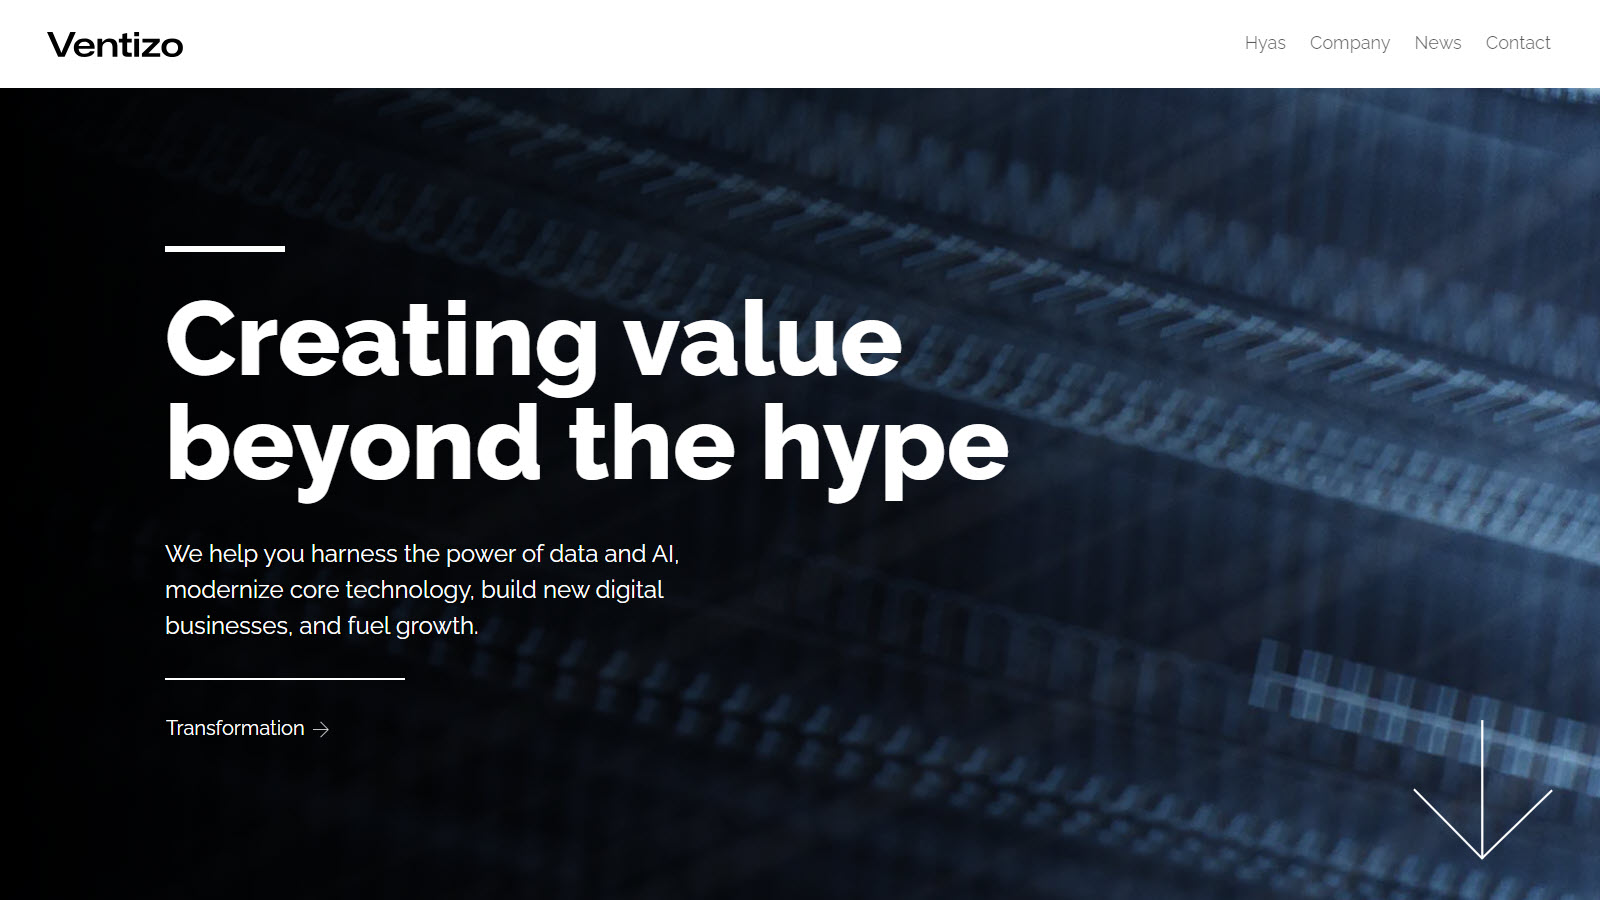 Ventizo
Hyas Company News Contact
Creating value
beyond the hype
We help you harness the power of data and AI,
modernize core technology, build new digital
businesses, and fuel growth.
Transformation